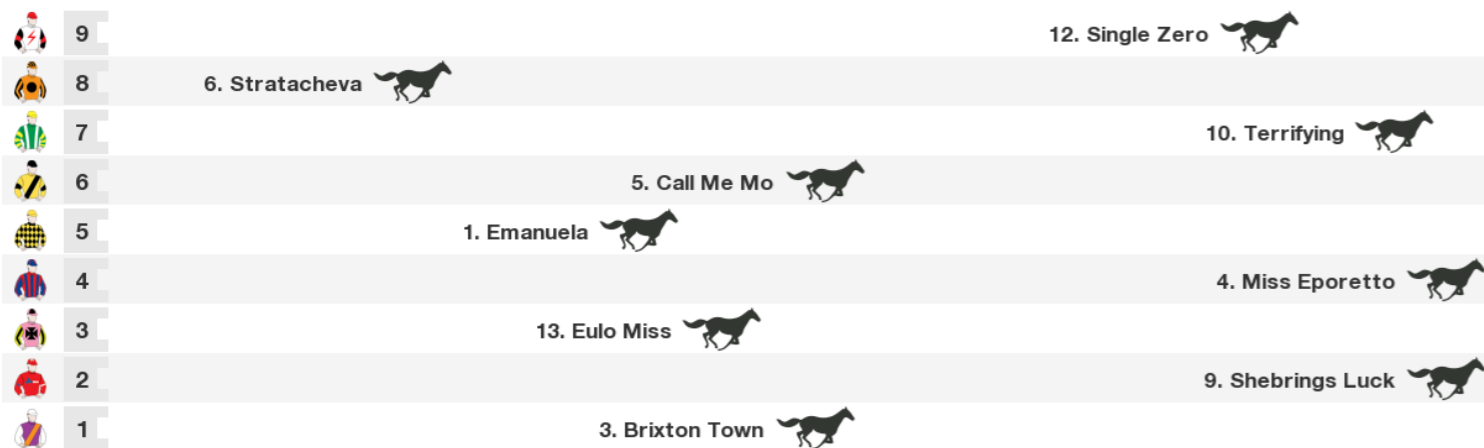 9 12. Single Zero
8 6. Stratacheva
7 10. Terrifying
6 5. Call Me Mo
5 1. Emanuela
4 4. Miss Eporetto
3 13. Eulo Miss
2 9. Shebrings Luck
1 3. Brixton Town